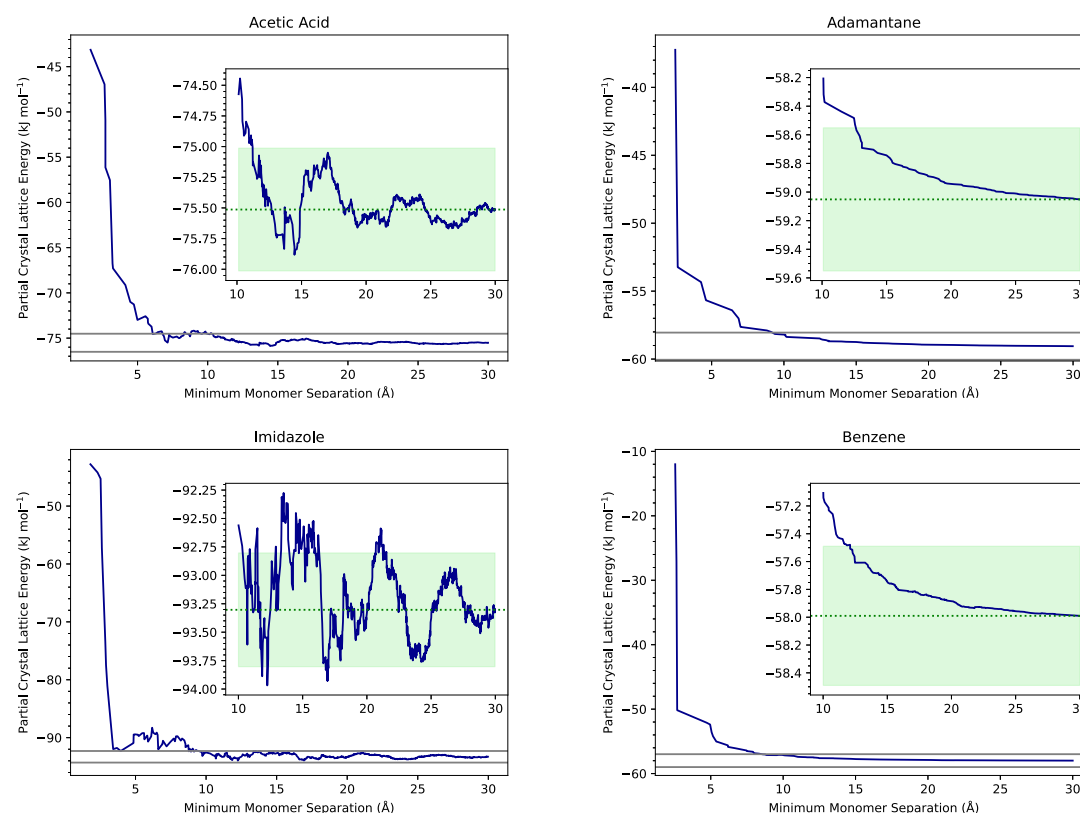 Acetic Acid
Partial Crystal Lattice Energy (kJ mol⁻¹)
−45
−50
−55
−60
−65
−70
−75
−74.50
−74.75
−75.00
−75.25
−75.50
−75.75
−76.00
10 15 20 25 30
5 10 15 20 25 30
Minimum Monomer Separation (Å)
Adamantane
Partial Crystal Lattice Energy (kJ mol⁻¹)
−40
−45
−50
−55
−60
−58.2
−58.4
−58.6
−58.8
−59.0
−59.2
−59.4
−59.6
10 15 20 25 30
5 10 15 20 25 30
Minimum Monomer Separation (Å)
Imidazole
Partial Crystal Lattice Energy (kJ mol⁻¹)
−50
−60
−70
−80
−90
−92.25
−92.50
−92.75
−93.00
−93.25
−93.50
−93.75
−94.00
10 15 20 25 30
5 10 15 20 25 30
Minimum Monomer Separation (Å)
Benzene
Partial Crystal Lattice Energy (kJ mol⁻¹)
−10
−20
−30
−40
−50
−60
−57.2
−57.4
−57.6
−57.8
−58.0
−58.2
−58.4
10 15 20 25 30
5 10 15 20 25 30
Minimum Monomer Separation (Å)